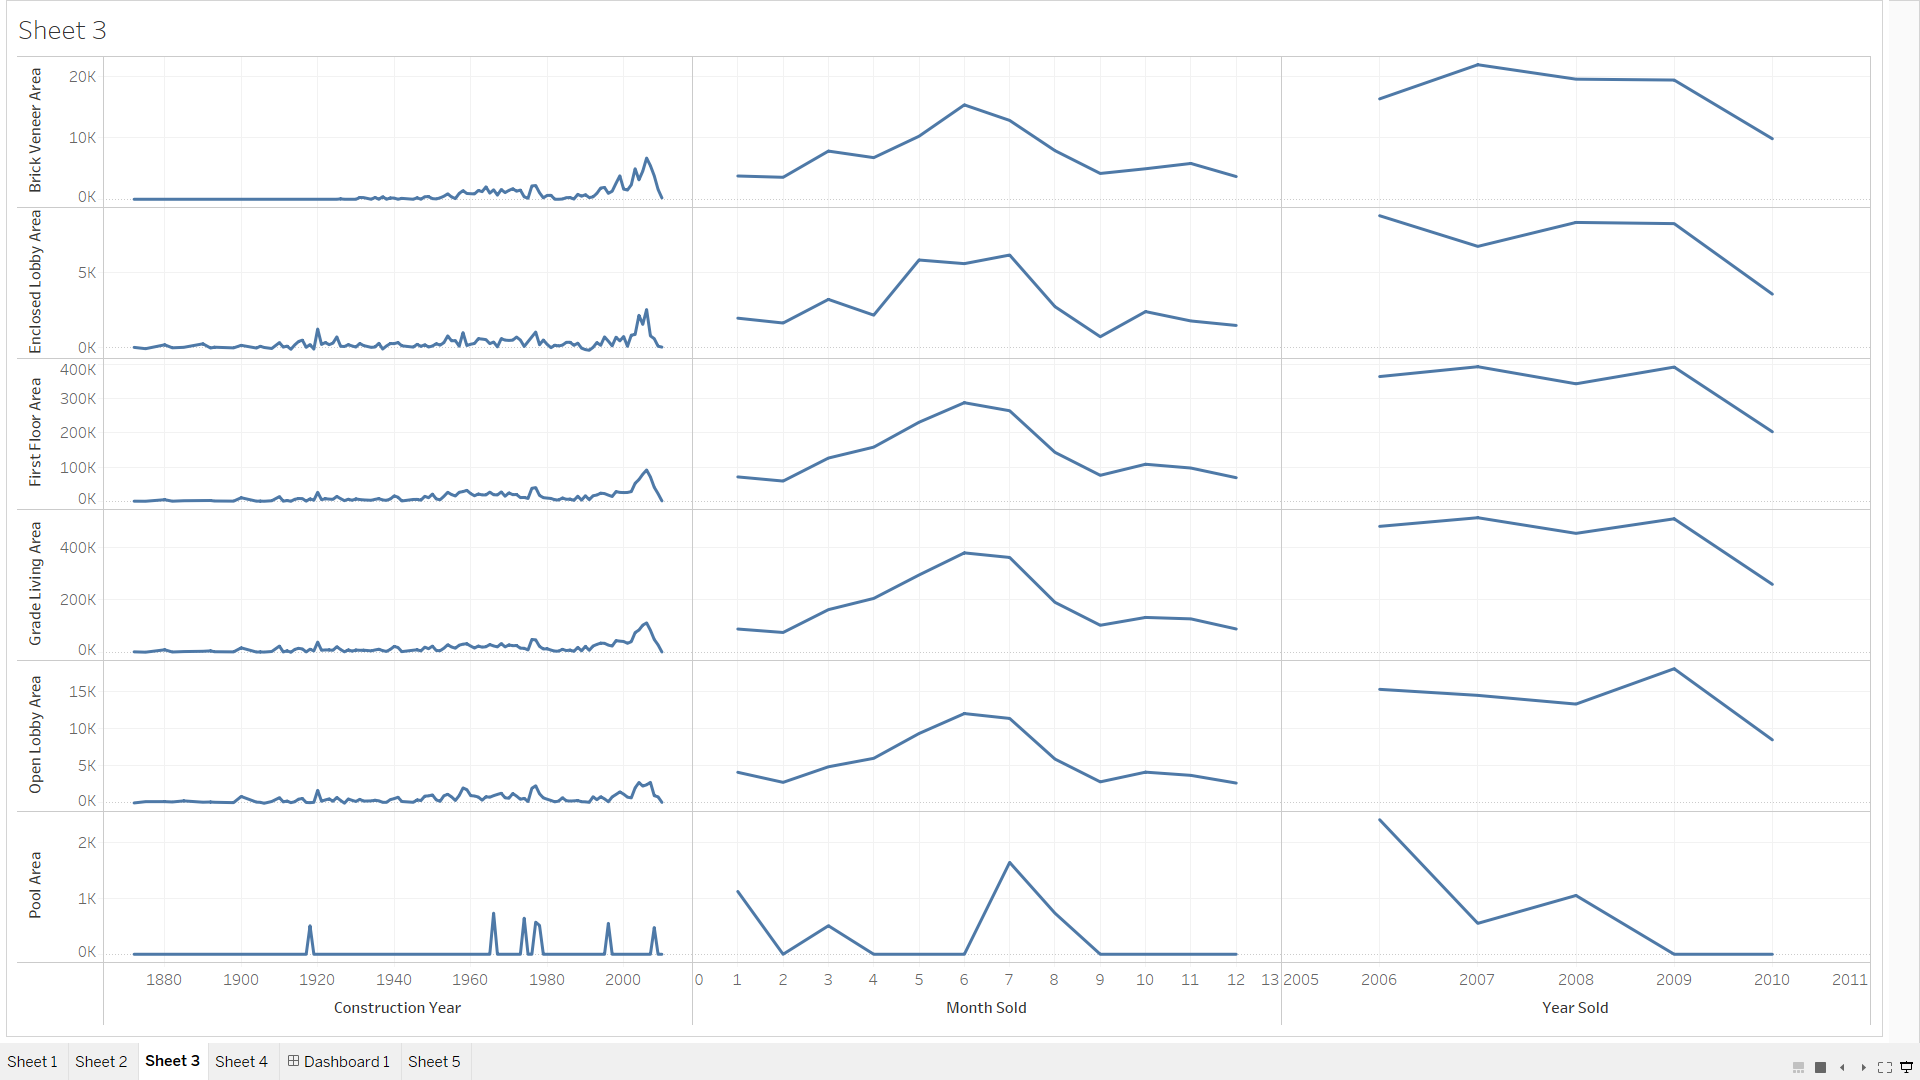 Sheet 3
Brick Veneer Area
20K
10K
0K
Enclosed Lobby Area
5K
0K
First Floor Area
400K
300K
200K
100K
0K
Grade Living Area
400K
200K
0K
Open Lobby Area
15K
10K
5K
0K
Pool Area
2K
1K
0K
1880 1900 1920 1940 1960 1980 2000 0 1 2 3 4 5 6 7 8 9 10 11 12 13 2005 2006 2007 2008 2009 2010 2011
Construction Year Month Sold Year Sold
Sheet 1 Sheet 2 Sheet 3 Sheet 4 Dashboard 1 Sheet 5